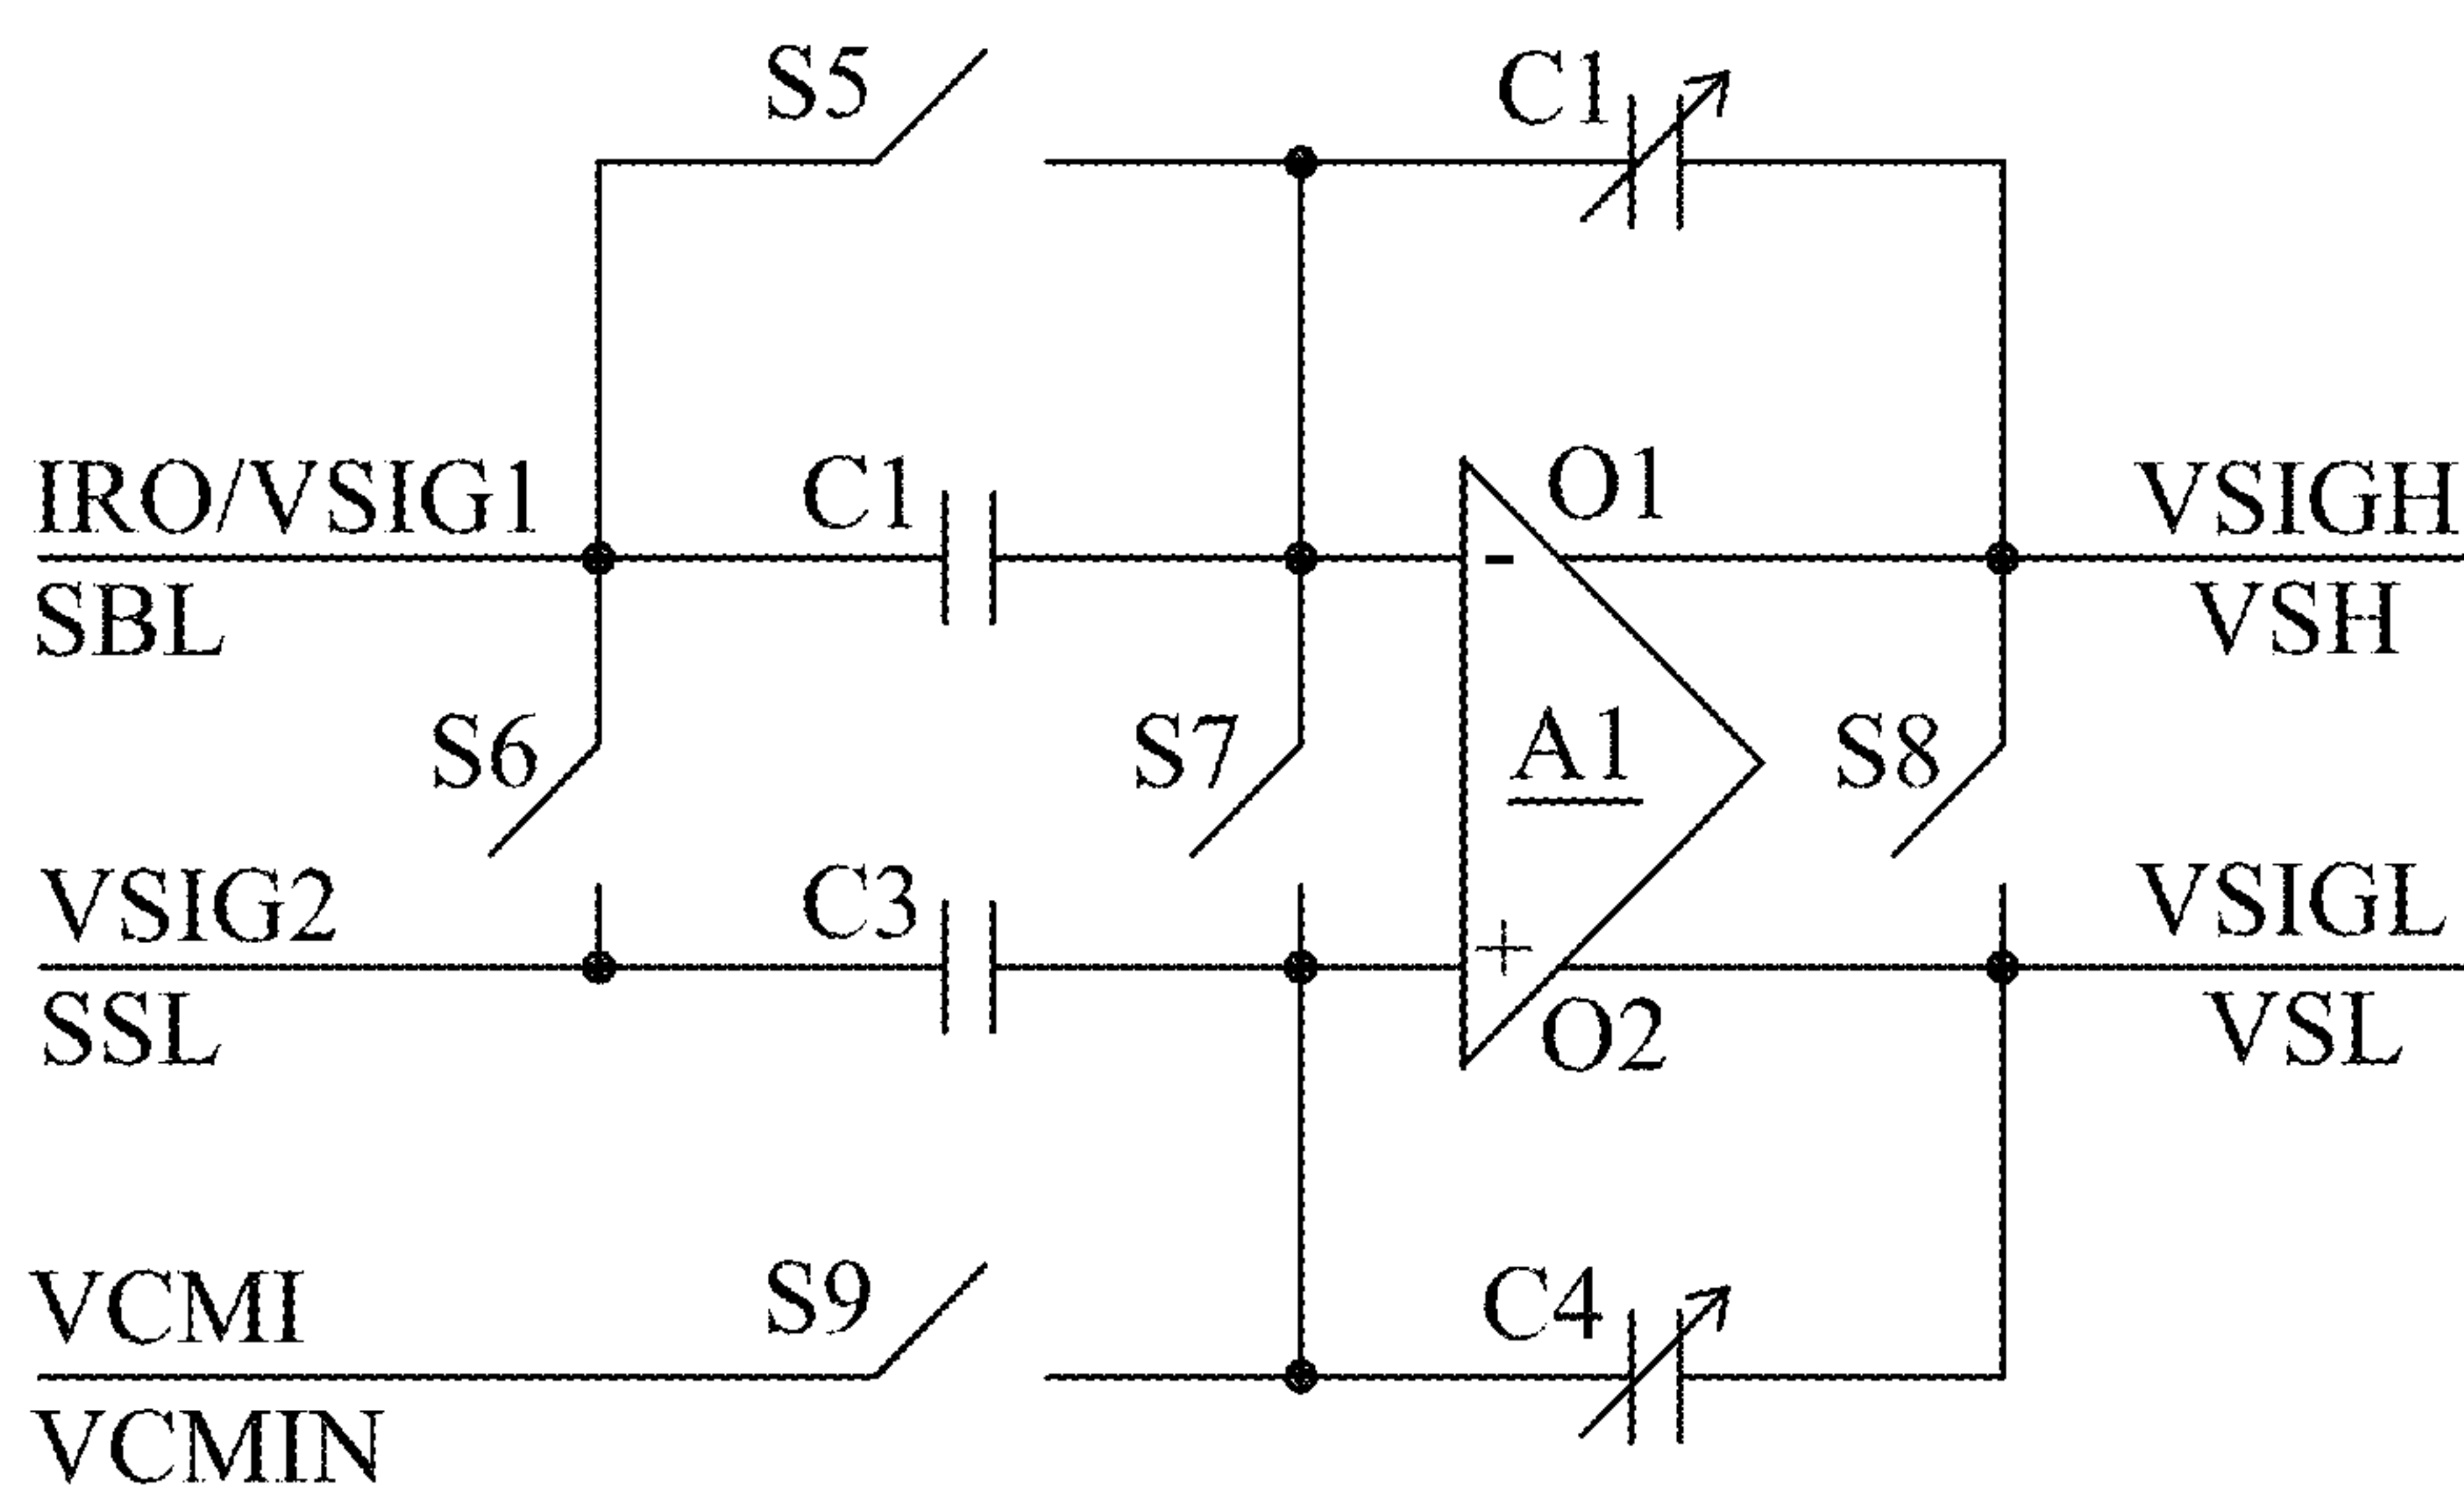 S5
C1
IRO/VSIG1
C1
O1
VSIGH
SBL
-
VSH
S6
S7
A1
S8
VSIG2
C3
+
VSIGL
SSL
O2
VSL
VCMI
S9
C4
VCMIN